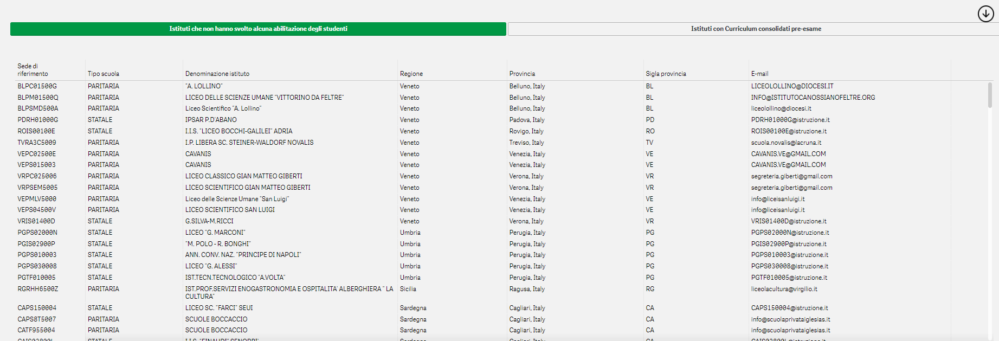 Istituti che non hanno svolto alcuna abilitazione degli studenti
Istituti con Curriculum consolidati pre-esame
Sede di riferimento Tipo scuola Denominazione istituto Regione Provincia Sigla provincia E-mail
BLPC01500G PARITARIA "A. LOLLINO" Veneto Belluno, Italy BL LICEOLOLLINO@DIOCESI.IT
BLPM01500Q PARITARIA LICEO DELLE SCIENZE UMANE "VITTORINO DA FELTRE" Veneto Belluno, Italy BL INFO@ISTITUTOCANOSSIANOFELTRE.ORG
BLPSMD500A PARITARIA Liceo Scientifico "A. Lollino" Veneto Belluno, Italy BL liceolollino@diocesi.it
PDRH01000G STATALE IPSAR P.D'ABANO Veneto Padova, Italy PD PDRH01000G@istruzione.it
ROIS00100E STATALE I.I.S. "LICEO BOCCHI-GALILEI" ADRIA Veneto Rovigo, Italy RO ROIS00100E@istruzione.it
TVRA3C5009 PARITARIA I.P. LIBERA SC. STEINER-WALDORF NOVALIS Veneto Treviso, Italy TV scuola.novalis@lacruna.it
VEPC02500E PARITARIA CAVANIS Veneto Venezia, Italy VE CAVANIS.VE@GMAIL.COM
VEPS015003 PARITARIA CAVANIS Veneto Venezia, Italy VE CAVANIS.VE@GMAIL.COM
VRPC025006 PARITARIA LICEO CLASSICO GIAN MATTEO GIBERTI Veneto Verona, Italy VR segreteria.giberti@gmail.com
VRPSEM5005 PARITARIA LICEO SCIENTIFICO GIAN MATTEO GIBERTI Veneto Verona, Italy VR segreteria.giberti@gmail.com
VEPMLV5000 PARITARIA Liceo delle Scienze Umane "San Luigi" Veneto Venezia, Italy VE info@liceisanluigi.it
VEPS04500V PARITARIA LICEO SCIENTIFICO SAN LUIGI Veneto Venezia, Italy VE info@liceisanluigi.it
VRIS01400D STATALE G.SILVA-M.RICCI Veneto Verona, Italy VR VRIS01400D@istruzione.it
PGPS02000N STATALE LICEO "G. MARCONI" Umbria Perugia, Italy PG PGPS02000N@istruzione.it
PGIS02900P STATALE "M. POLO - R. BONGHI" Umbria Perugia, Italy PG PGIS02900P@istruzione.it
PGPS010003 STATALE ANN. CONV. NAZ. "PRINCIPE DI NAPOLI" Umbria Perugia, Italy PG PGPS010003@istruzione.it
PGPS030008 STATALE LICEO "G. ALESSI" Umbria Perugia, Italy PG PGPS030008@istruzione.it
PGTF010005 STATALE IST.TECN.TECNOLOGICO "A.VOLTA" Umbria Perugia, Italy PG PGTF010005@istruzione.it
RGRHH6500Z PARITARIA IST.PROF.SERVIZI ENOGASTRONOMIA E OSPITALITA' ALBERGHIERA " LA CULTURA" Sicilia Ragusa, Italy RG liceolacultura@virgilio.it
CAPS150004 STATALE LICEO SC. "FARCI" SEUI Sardegna Cagliari, Italy CA CAPS150004@istruzione.it
CAPS8T5007 PARITARIA SCUOLE BOCCACCIO Sardegna Cagliari, Italy CA info@scuolaprivataiglesias.it
CATF955004 PARITARIA SCUOLE BOCCACCIO Sardegna Cagliari, Italy CA info@scuolaprivataiglesias.it
STATALE I.I.S. "EINAUDI" SENORBI' Sardegna Cagliari, Italy CA